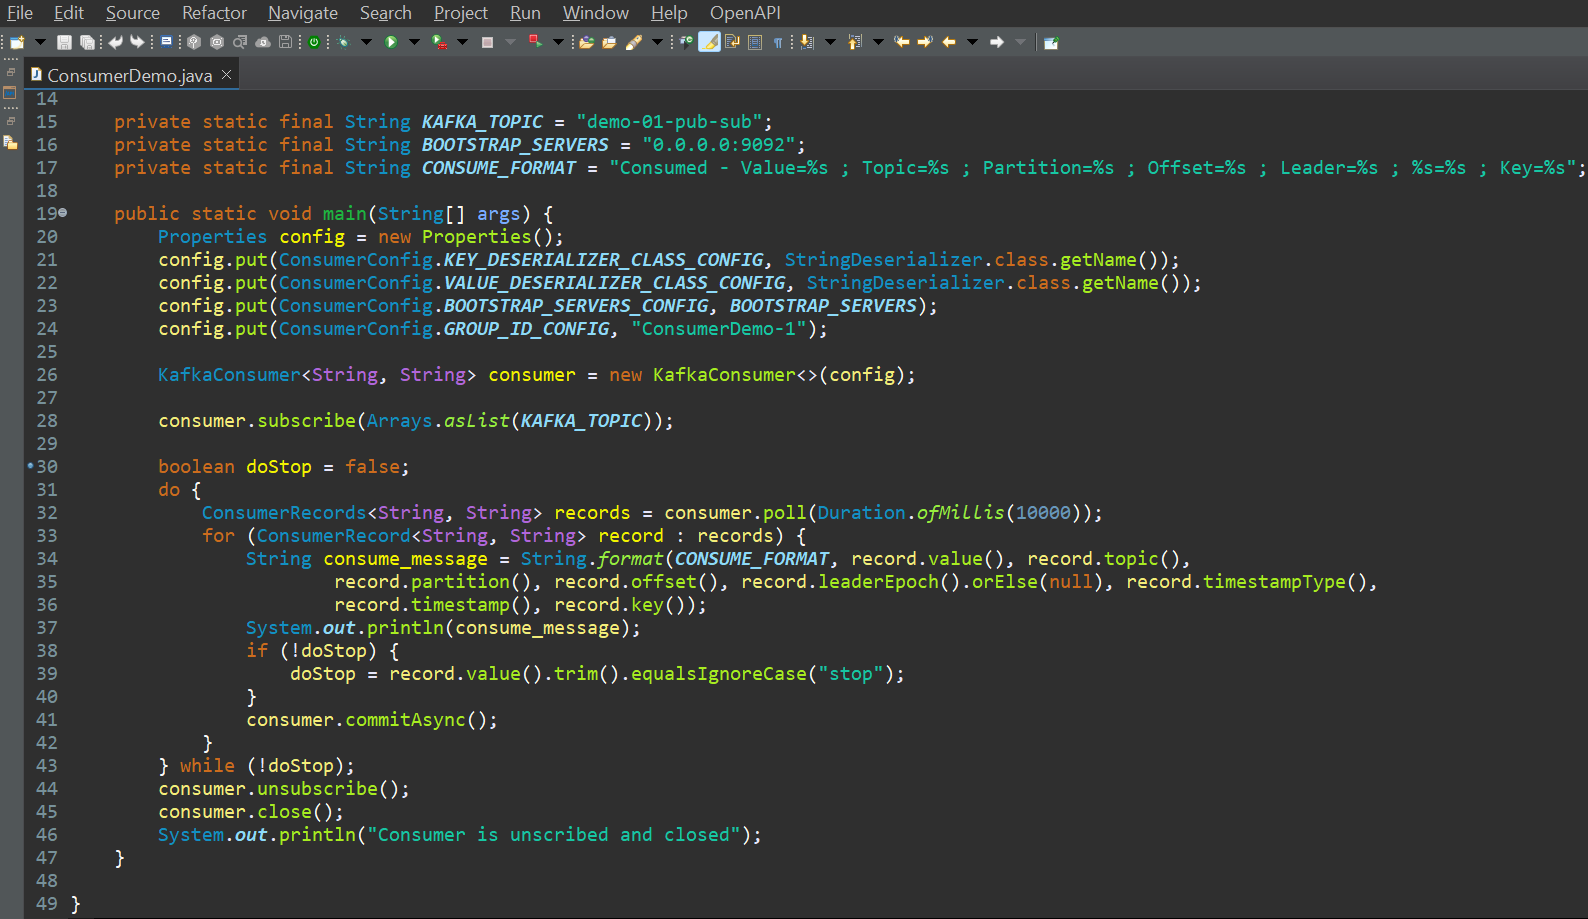 File Edit Source Refactor Navigate Search Project Run Window Help OpenAPI
ConsumerDemo.java
14
15     private static final String KAFKA_TOPIC = "demo-01-pub-sub";
16     private static final String BOOTSTRAP_SERVERS = "0.0.0.0:9092";
17     private static final String CONSUME_FORMAT = "Consumed - Value=%s ; Topic=%s ; Partition=%s ; Offset=%s ; Leader=%s ; %s=%s ; Key=%s";
18
19     public static void main(String[] args) {
20         Properties config = new Properties();
21         config.put(ConsumerConfig.KEY_DESERIALIZER_CLASS_CONFIG, StringDeserializer.class.getName());
22         config.put(ConsumerConfig.VALUE_DESERIALIZER_CLASS_CONFIG, StringDeserializer.class.getName());
23         config.put(ConsumerConfig.BOOTSTRAP_SERVERS_CONFIG, BOOTSTRAP_SERVERS);
24         config.put(ConsumerConfig.GROUP_ID_CONFIG, "ConsumerDemo-1");
25
26         KafkaConsumer<String, String> consumer = new KafkaConsumer<>(config);
27
28         consumer.subscribe(Arrays.asList(KAFKA_TOPIC));
29
30         boolean doStop = false;
31         do {
32             ConsumerRecords<String, String> records = consumer.poll(Duration.ofMillis(10000));
33             for (ConsumerRecord<String, String> record : records) {
34                 String consume_message = String.format(CONSUME_FORMAT, record.value(), record.topic(),
35                         record.partition(), record.offset(), record.leaderEpoch().orElse(null), record.timestampType(),
36                         record.timestamp(), record.key());
37                 System.out.println(consume_message);
38                 if (!doStop) {
39                     doStop = record.value().trim().equalsIgnoreCase("stop");
40                 }
41                 consumer.commitAsync();
42             }
43         } while (!doStop);
44         consumer.unsubscribe();
45         consumer.close();
46         System.out.println("Consumer is unscribed and closed");
47     }
48
49 }